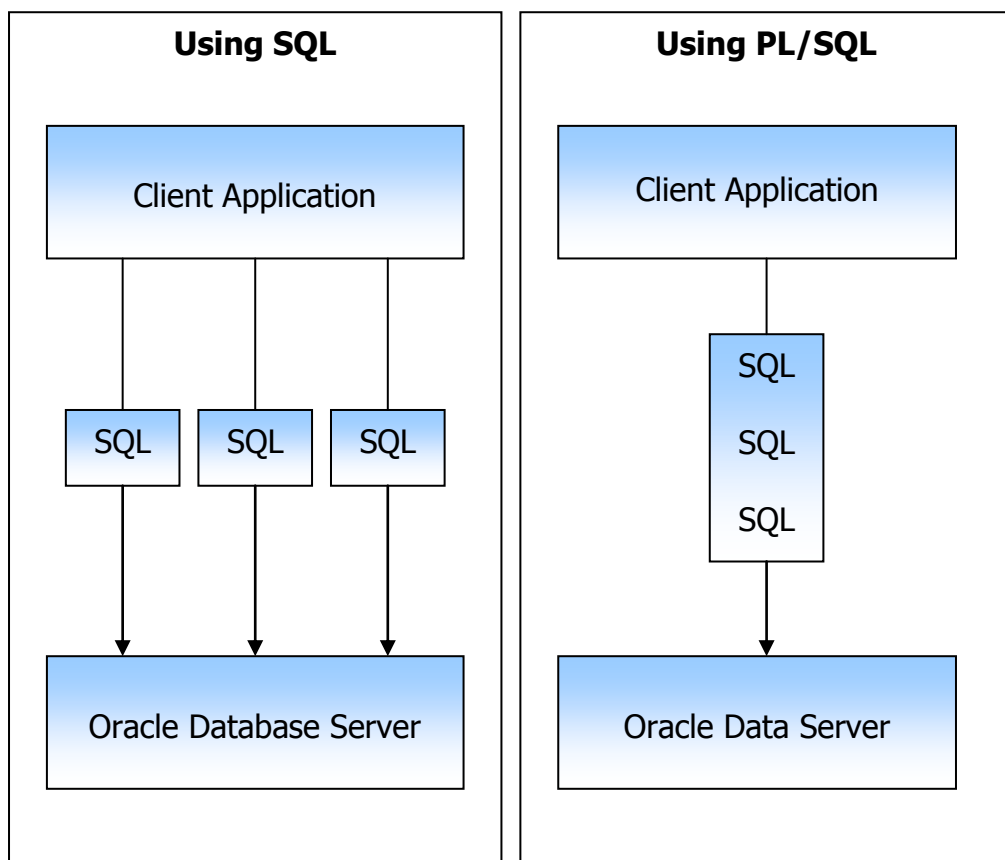 Using SQL
Client Application
SQL SQL SQL
Oracle Database Server
Using PL/SQL
Client Application
SQL
SQL
SQL
Oracle Data Server